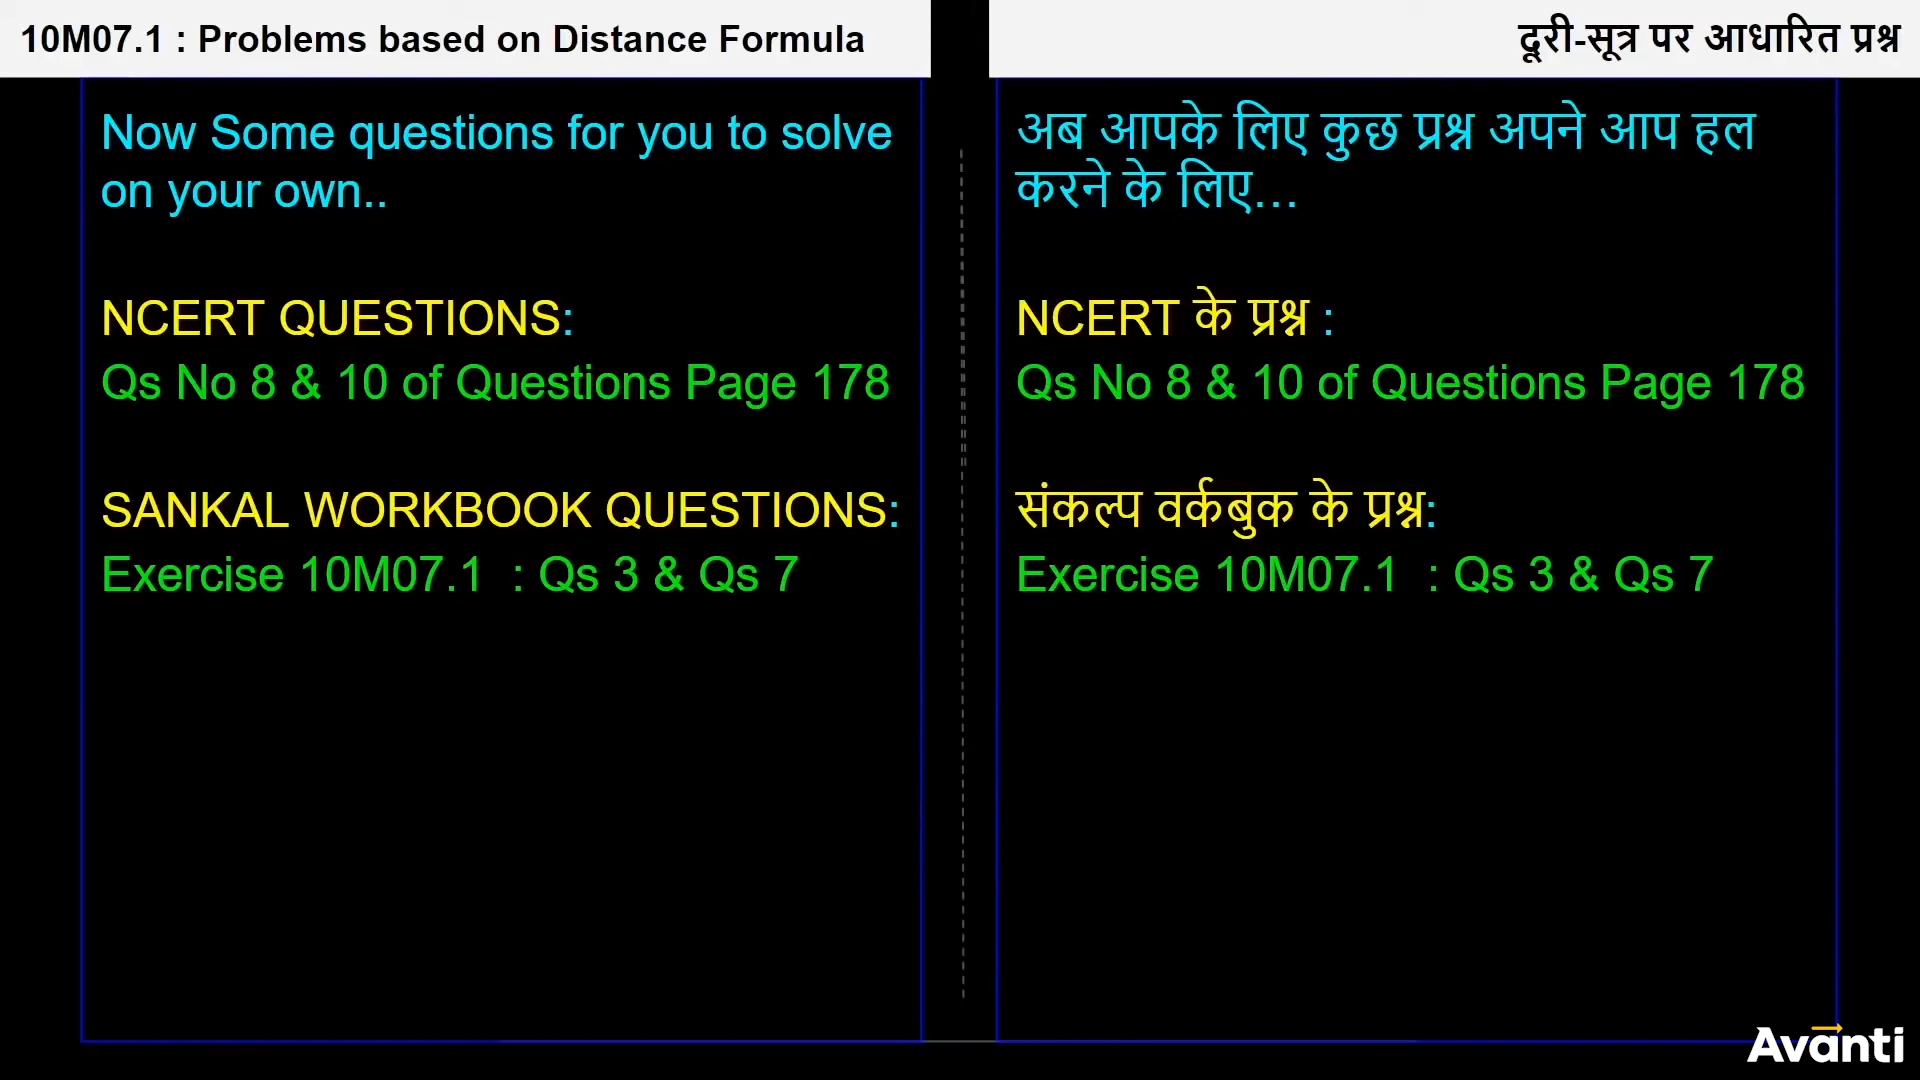 10M07.1 : Problems based on Distance Formula
दूरी-सूत्र पर आधारित प्रश्न
Now Some questions for you to solve
on your own..
NCERT QUESTIONS:
Qs No 8 & 10 of Questions Page 178
SANKAL WORKBOOK QUESTIONS:
Exercise 10M07.1 : Qs 3 & Qs 7
अब आपके लिए कुछ प्रश्न अपने आप हल
करने के लिए...
NCERT के प्रश्न :
Qs No 8 & 10 of Questions Page 178
संकल्प वर्कबुक के प्रश्न:
Exercise 10M07.1 : Qs 3 & Qs 7
Avanti